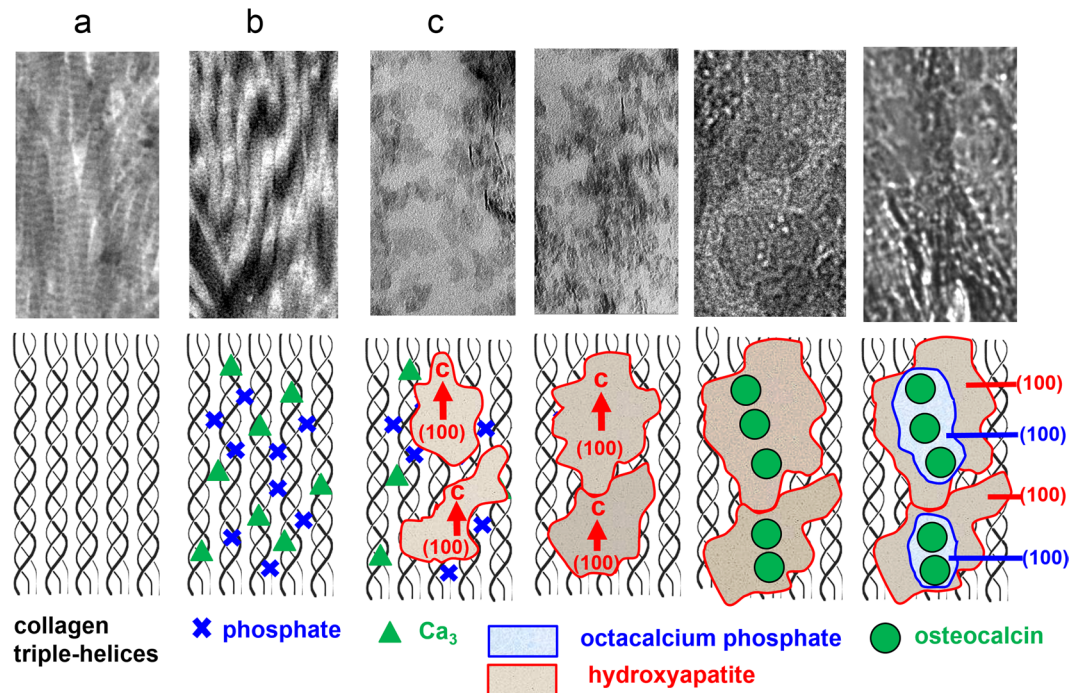 a
b
c
C
(100)
C
(100)
C
(100)
C
(100)
(100)
(100)
(100)
(100)
collagen
triple-helices
phosphate
Ca₃
octacalcium phosphate
hydroxyapatite
osteocalcin